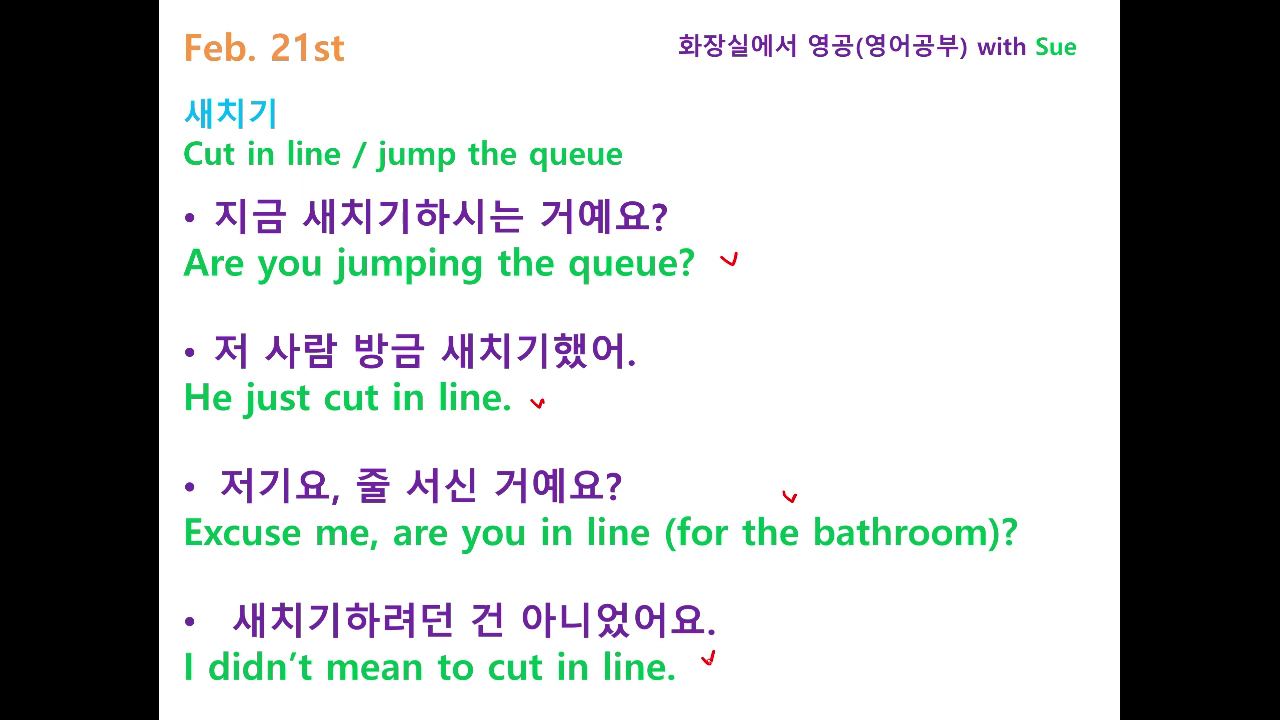 Feb. 21st
화장실에서 영공(영어공부) with Sue
새치기
Cut in line / jump the queue
• 지금 새치기하시는 거예요?
Are you jumping the queue?
• 저 사람 방금 새치기했어.
He just cut in line.
• 저기요, 줄 서신 거예요?
Excuse me, are you in line (for the bathroom)?
• 새치기하려던 건 아니었어요.
I didn’t mean to cut in line.